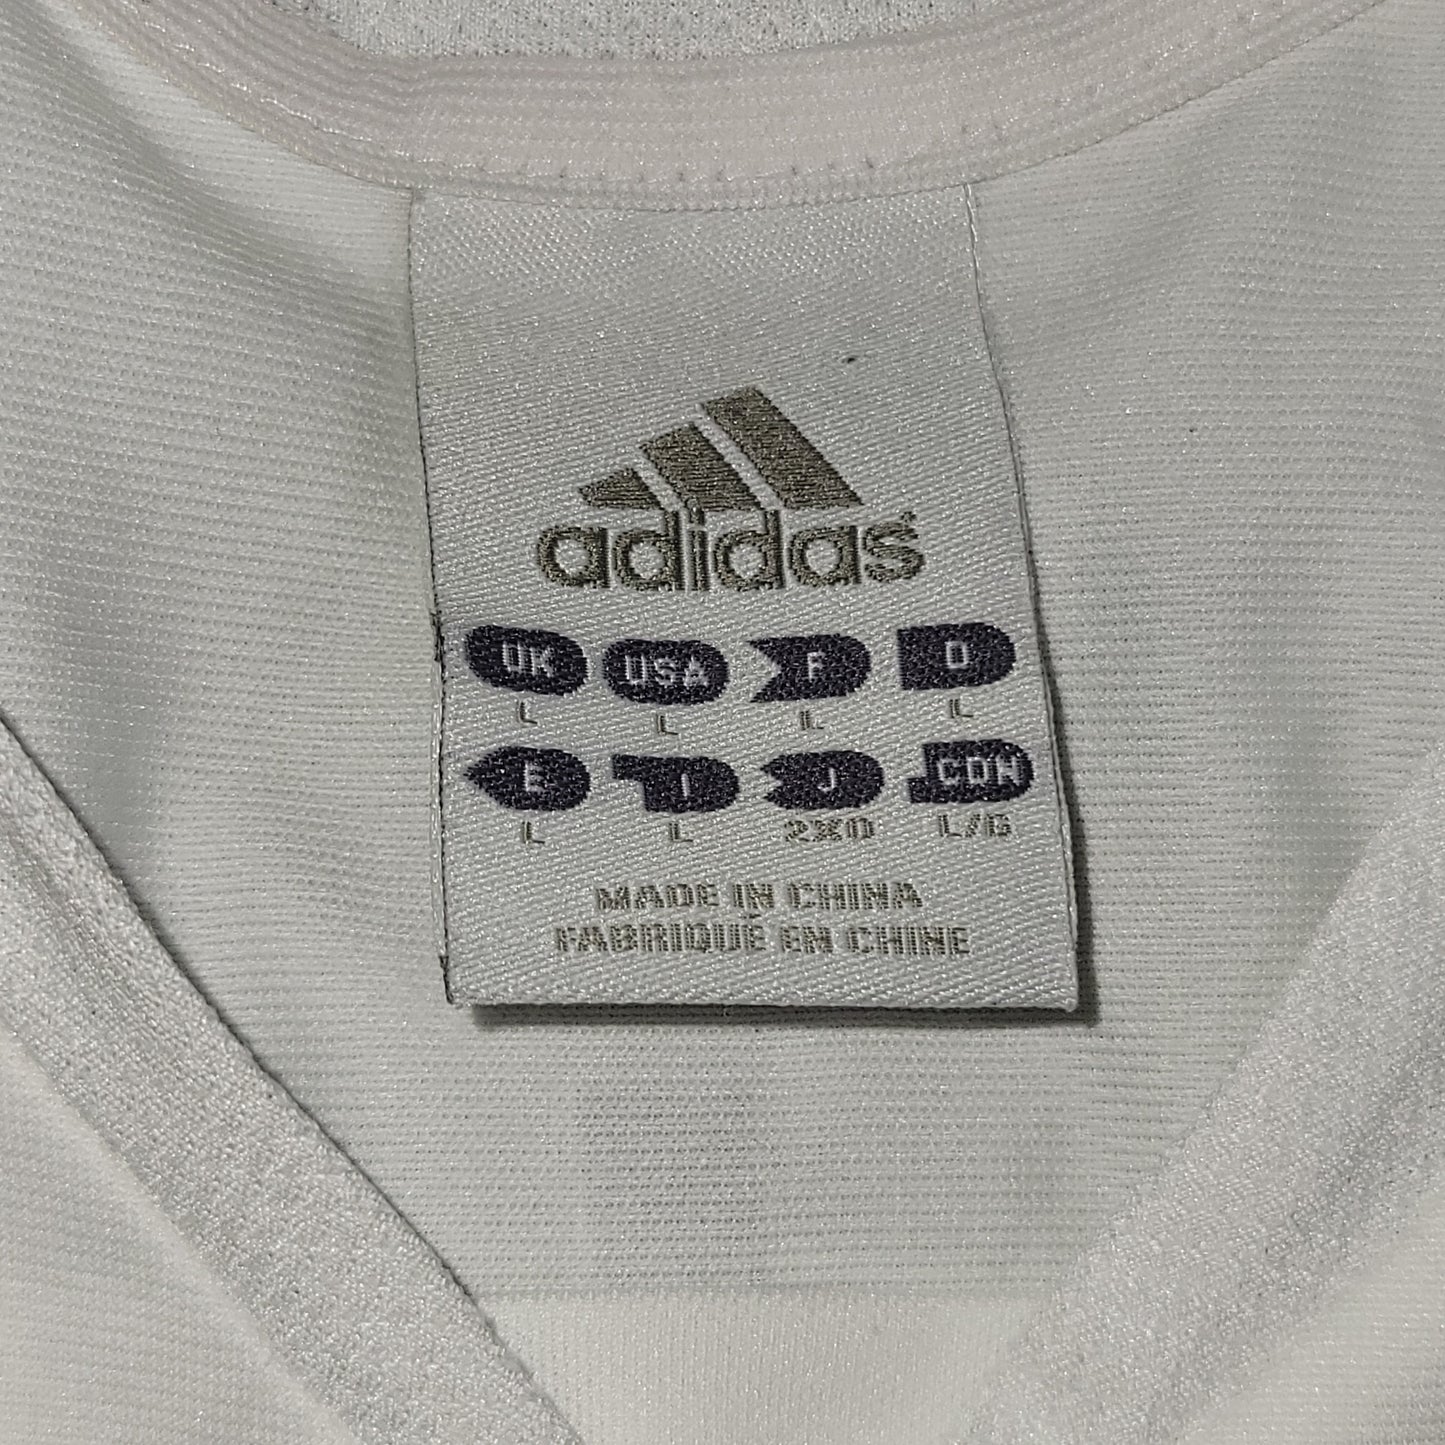 adidas
UK USA F D
L L L L
E I J CDN
L L 2XO L/G
MADE IN CHINA
FABRIQUÉ EN CHINE